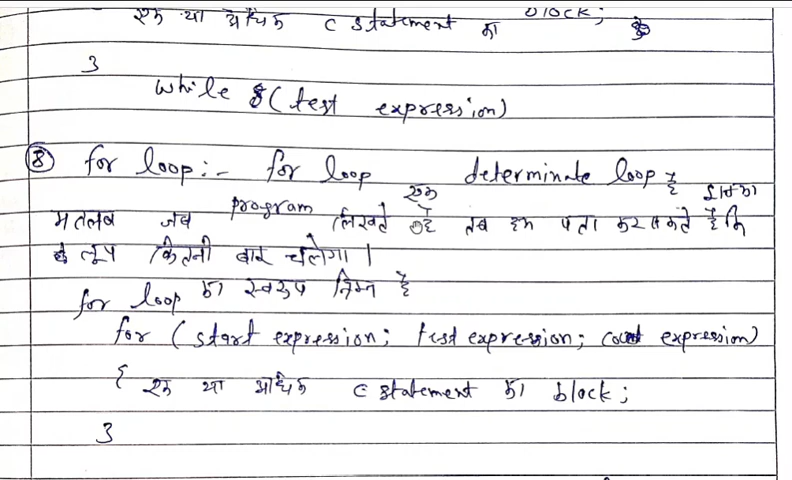 एक या अधिक c statement का block;
}
while (test expression)
⑧ for loop :- for loop एक determinate loop है इसका
मतलब जब program लिखते है तब हम पता कर सकते है कि
लूप कितनी बार चलेगा।
for loop का स्वरूप निम्न है
for (start expression; test expression; count expression)
{ एक या अधिक c statement का block;
}